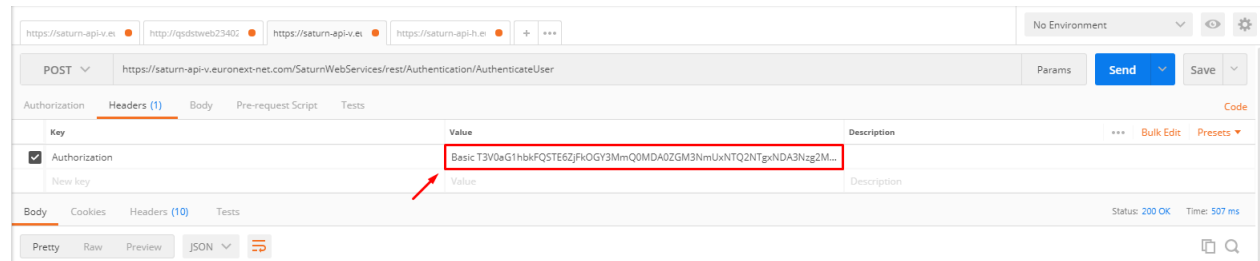 https://saturn-api-v.eu http://qsdstweb23402 https://saturn-api-v.eu https://saturn-api-h.eu + ••• No Environment
POST https://saturn-api-v.euronext-net.com/SaturnWebServices/rest/Authentication/AuthenticateUser Params Send Save
Authorization Headers (1) Body Pre-request Script Tests Code
Key Value Description ••• Bulk Edit Presets
Authorization Basic T3V0aG1hbkFQSTE6ZjFkOGY3MmQ0MDA0ZGM3NmUxNTQ2NTgxNDA3Nzg2M...
New key Value Description
Body Cookies Headers (10) Tests Status: 200 OK Time: 507 ms
Pretty Raw Preview JSON